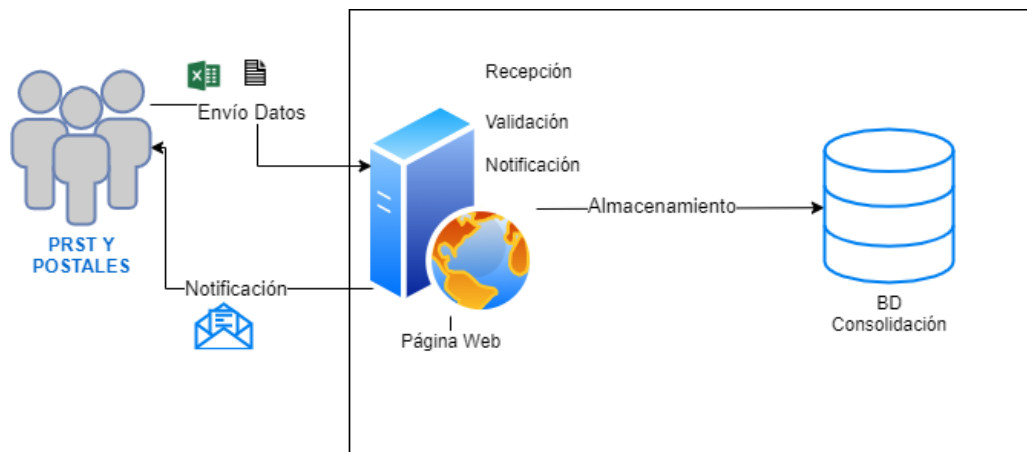 Envío Datos
Recepción
Validación
Notificación
Almacenamiento
PRST Y
POSTALES
Notificación
Página Web
BD
Consolidación